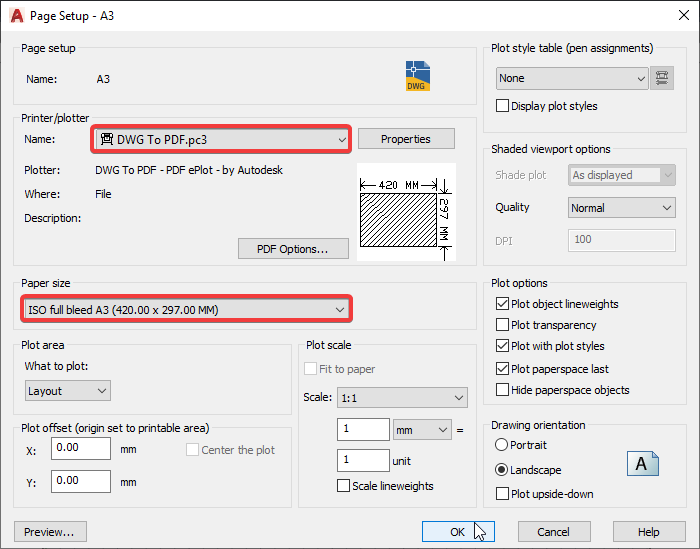 Page Setup - A3
Page setup
Name:
A3
DWG
Printer/plotter
Name:
DWG To PDF.pc3
Properties
Plotter:
DWG To PDF - PDF ePlot - by Autodesk
Where:
File
Description:
420 MM
297 MM
PDF Options...
Paper size
ISO full bleed A3 (420.00 x 297.00 MM)
Plot area
What to plot:
Layout
Plot offset (origin set to printable area)
X:
0.00
mm
Center the plot
Y:
0.00
mm
Plot scale
Fit to paper
Scale:
1:1
1
mm
=
1
unit
Scale lineweights
Plot style table (pen assignments)
None
Display plot styles
Shaded viewport options
Shade plot
As displayed
Quality
Normal
DPI
100
Plot options
Plot object lineweights
Plot transparency
Plot with plot styles
Plot paperspace last
Hide paperspace objects
Drawing orientation
Portrait
Landscape
A
Plot upside-down
Preview...
OK
Cancel
Help